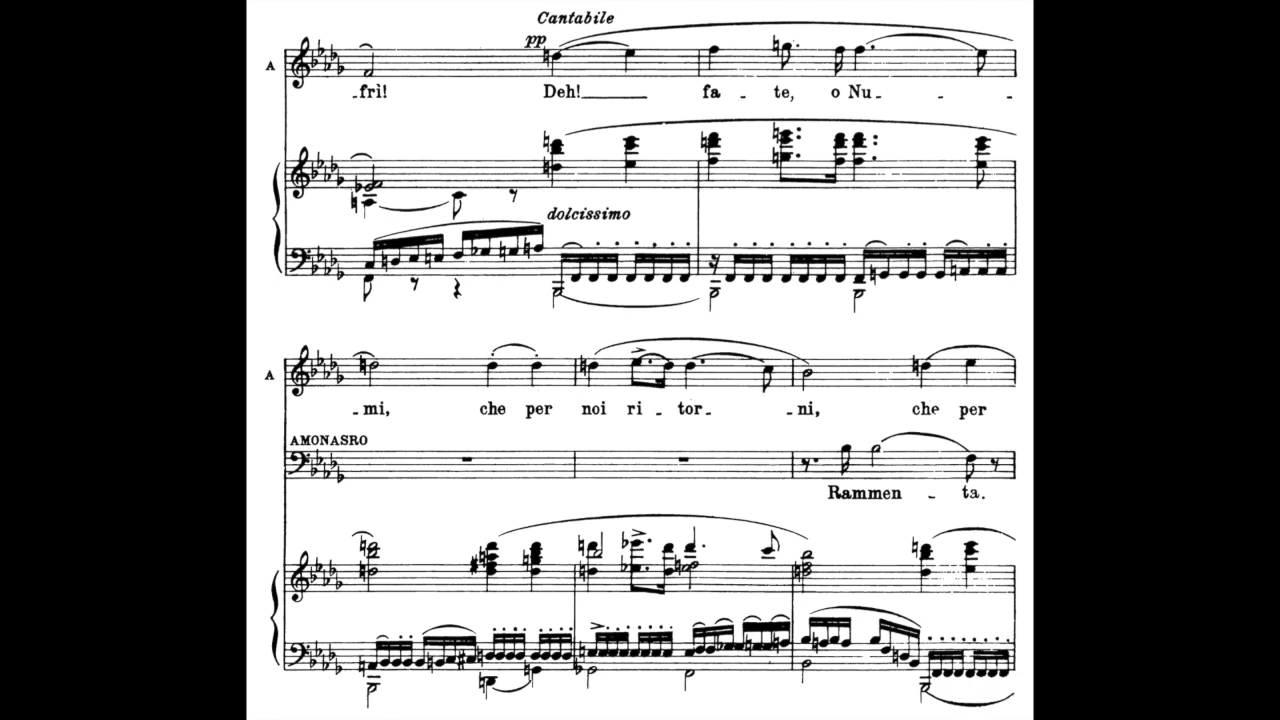 Cantabile
pp
A
-frì! Deh! fa - te, o Nu - - -
dolcissimo
A
-mi, che per noi ri - tor - - ni, che per
AMONASRO
Rammen - ta.